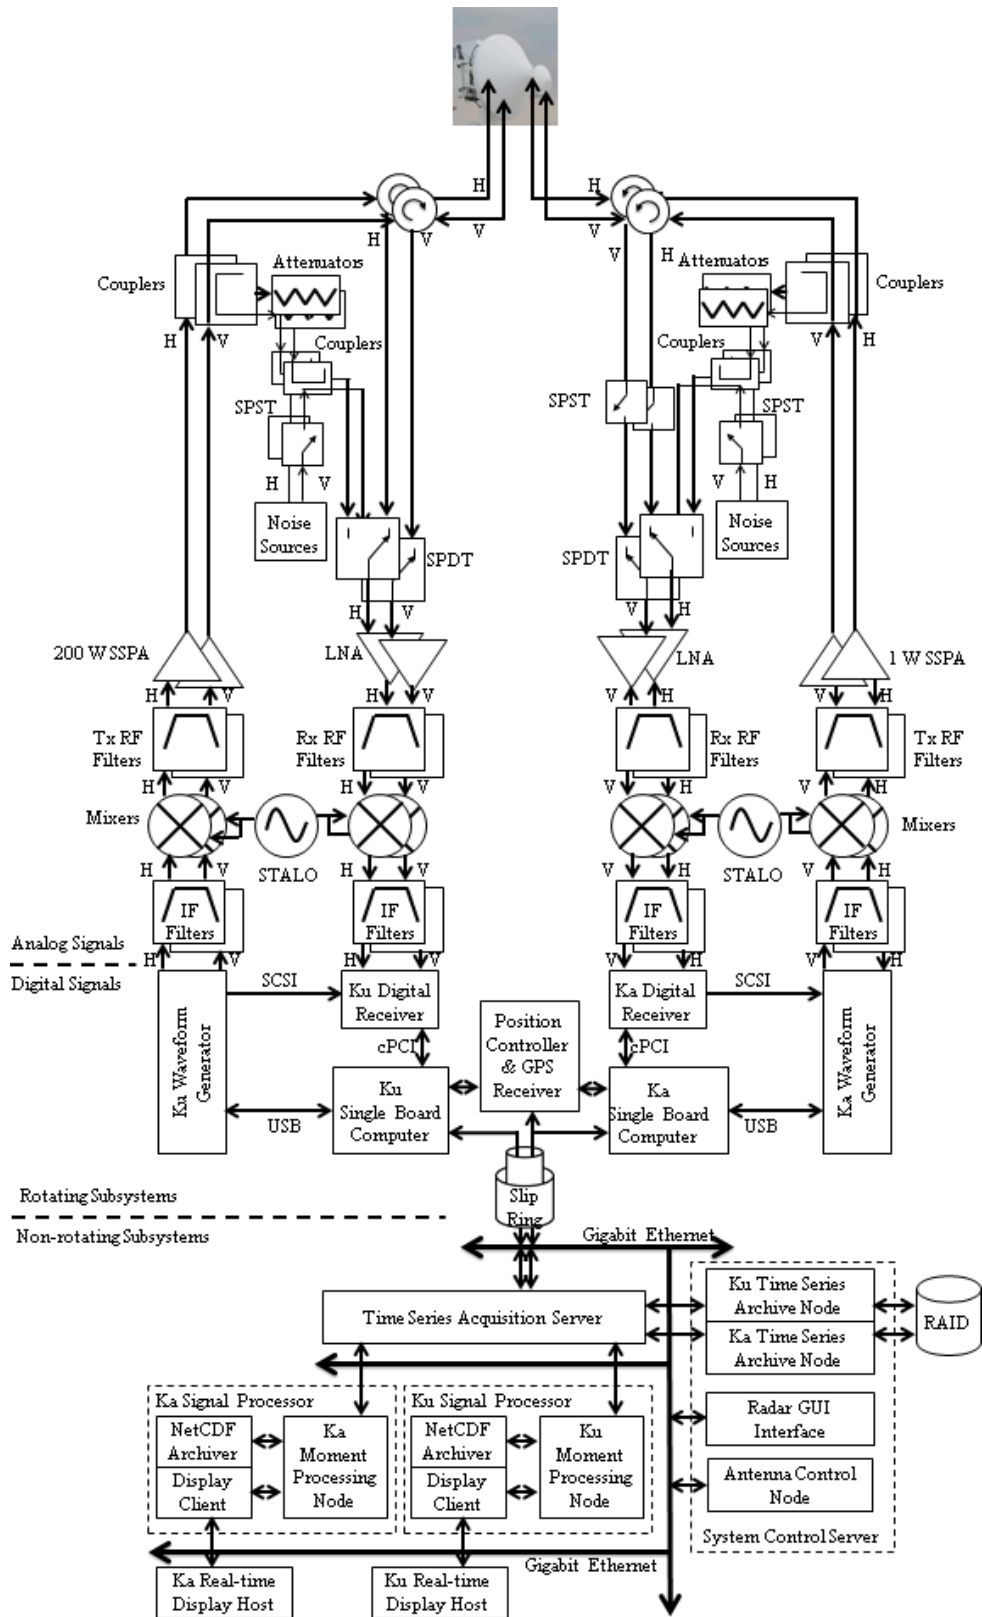 H
H
H
V
V
V
V
H
Couplers
Attenuators
Attenuators
Couplers
H
V
V
H
Couplers
Couplers
SPST
SPST
SPST
H
V
V
H
Noise
Sources
Noise
Sources
SPDT
SPDT
H
V
V
H
200 W SSPA
LNA
LNA
1 W SSPA
H
V
H
V
V
H
V
H
Tx RF
Filters
Rx RF
Filters
Rx RF
Filters
Tx RF
Filters
H
V
H
V
V
H
V
H
Mixers
Mixers
STALO
STALO
H
V
H
V
V
H
V
H
IF
Filters
IF
Filters
IF
Filters
IF
Filters
Analog Signals
H
V
H
V
V
H
V
H
Digital Signals
SCSI
SCSI
Ku Waveform
Generator
Ku Digital
Receiver
Position
Controller
& GPS
Receiver
Ka Digital
Receiver
Ka Waveform
Generator
cPCI
cPCI
Ku
Single Board
Computer
Ka
Single Board
Computer
USB
USB
Rotating Subsystems
Slip
Ring
Non-rotating Subsystems
Gigabit Ethernet
Time Series Acquisition Server
Ku Time Series
Archive Node
Ka Time Series
Archive Node
RAID
Ka Signal Processor
NetCDF
Archiver
Display
Client
Ka
Moment
Processing
Node
Ku Signal Processor
NetCDF
Archiver
Display
Client
Ku
Moment
Processing
Node
Radar GUI
Interface
Antenna Control
Node
System Control Server
Gigabit Ethernet
Ka Real-time
Display Host
Ku Real-time
Display Host